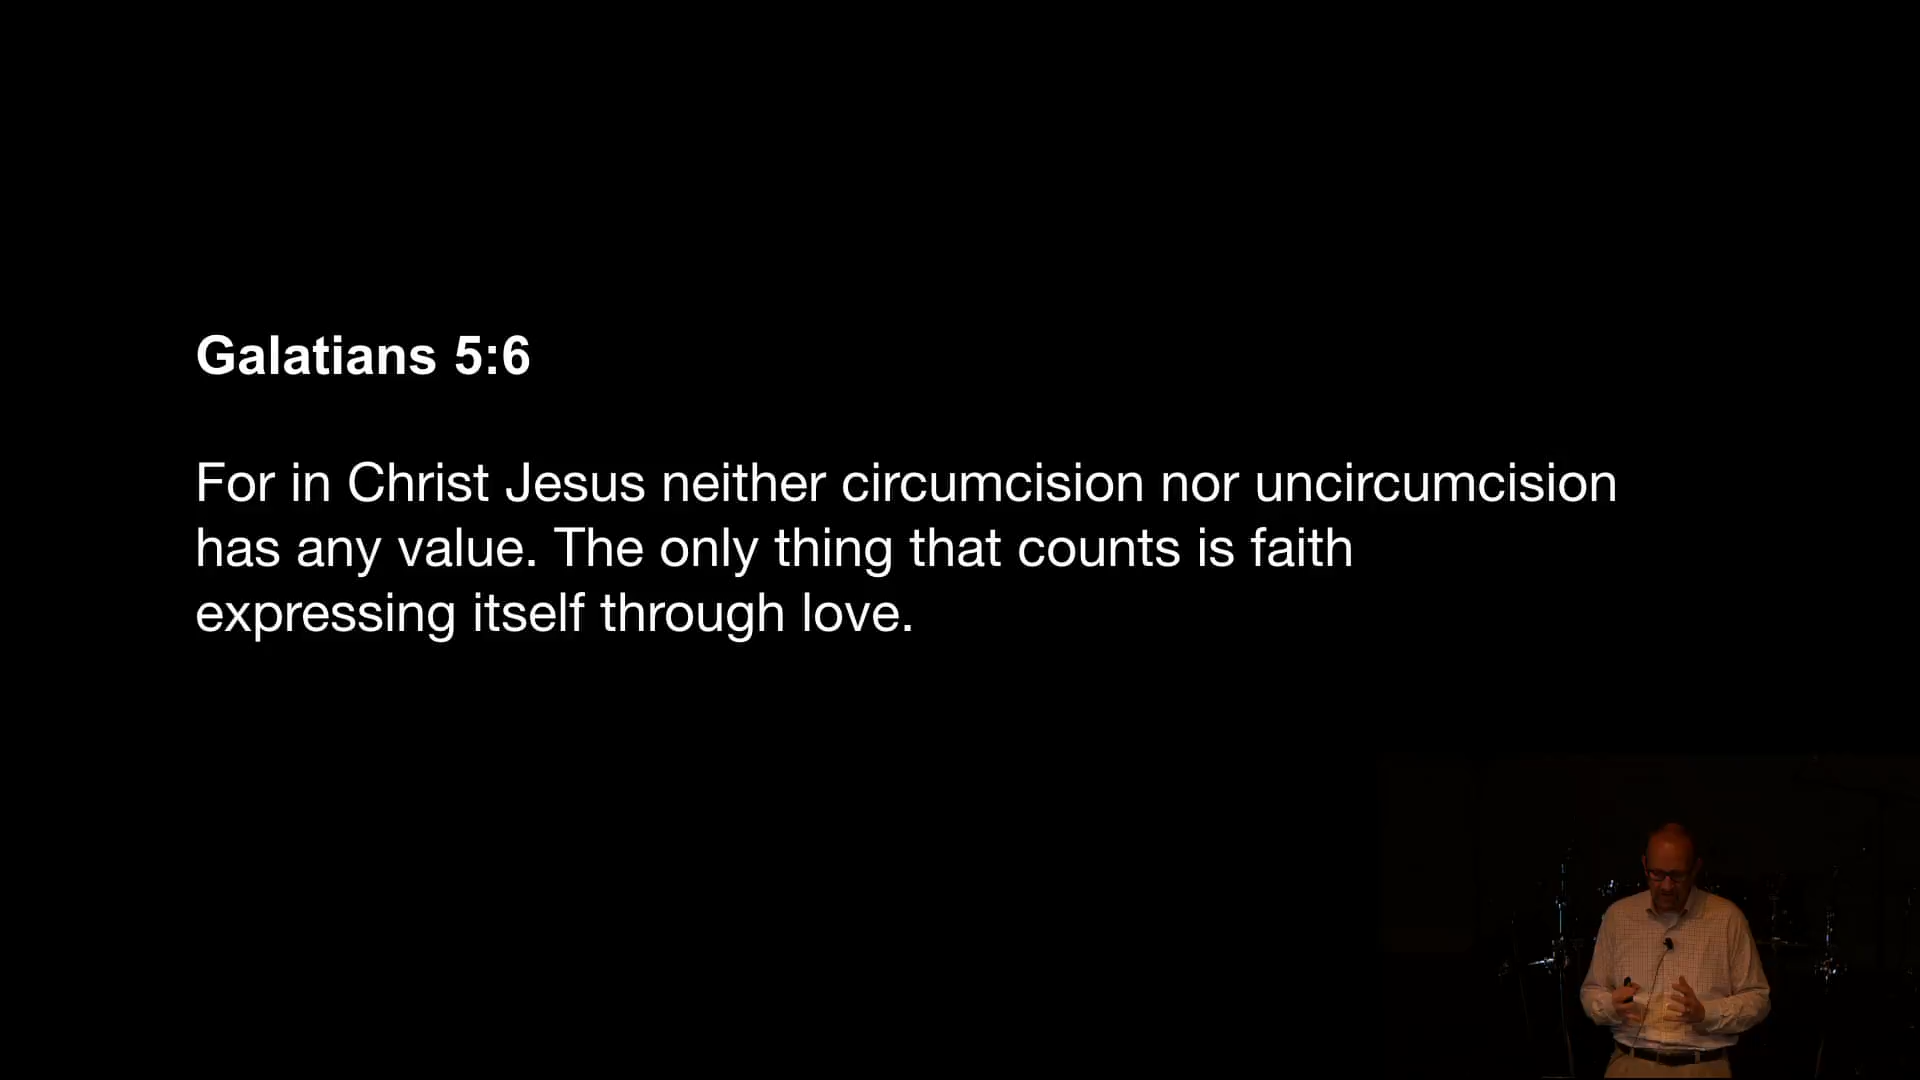 Galatians 5:6
For in Christ Jesus neither circumcision nor uncircumcision
has any value. The only thing that counts is faith
expressing itself through love.